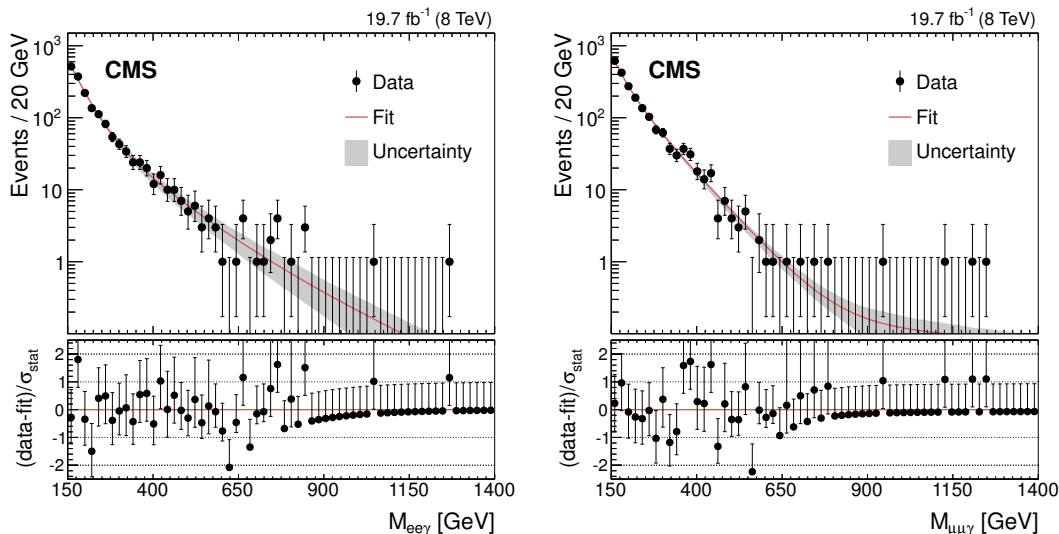 19.7 fb⁻¹ (8 TeV)
CMS
Data
Fit
Uncertainty
Events / 20 GeV
10³
10²
10
1
(data-fit)/σ_stat
2
1
0
-1
-2
150 400 650 900 1150 1400
M_eeγ [GeV]
19.7 fb⁻¹ (8 TeV)
CMS
Data
Fit
Uncertainty
Events / 20 GeV
10³
10²
10
1
(data-fit)/σ_stat
2
1
0
-1
-2
150 400 650 900 1150 1400
M_μμγ [GeV]